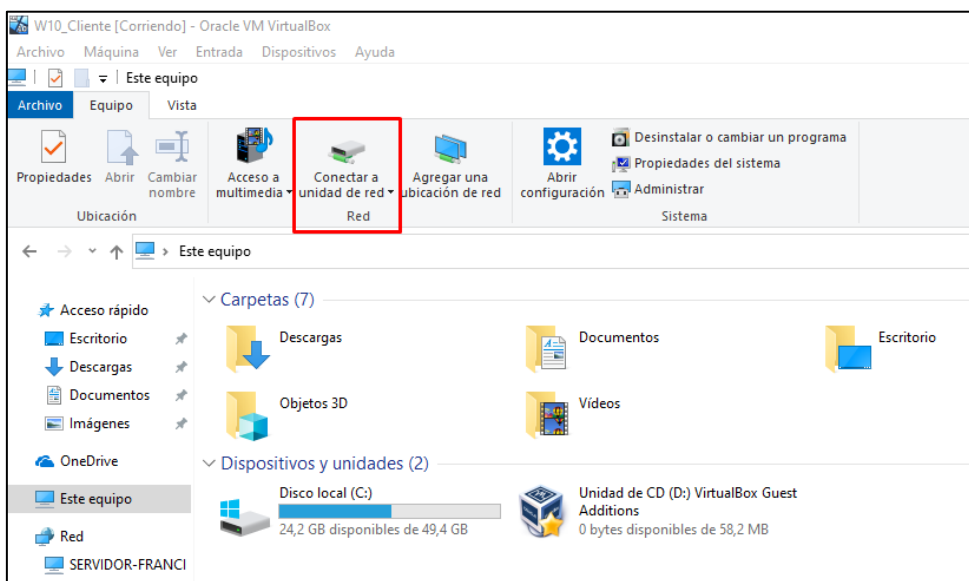 W10_Cliente [Corriendo] - Oracle VM VirtualBox
Archivo Máquina Ver Entrada Dispositivos Ayuda
Este equipo
Archivo Equipo Vista
Propiedades
Abrir
Cambiar
nombre
Ubicación
Acceso a
multimedia
Conectar a
unidad de red
Agregar una
ubicación de red
Red
Abrir
configuración
Desinstalar o cambiar un programa
Propiedades del sistema
Administrar
Sistema
Este equipo
Acceso rápido
Escritorio
Descargas
Documentos
Imágenes
OneDrive
Este equipo
Red
SERVIDOR-FRANCI
Carpetas (7)
Descargas
Documentos
Escritorio
Objetos 3D
Vídeos
Dispositivos y unidades (2)
Disco local (C:)
24,2 GB disponibles de 49,4 GB
Unidad de CD (D:) VirtualBox Guest
Additions
0 bytes disponibles de 58,2 MB